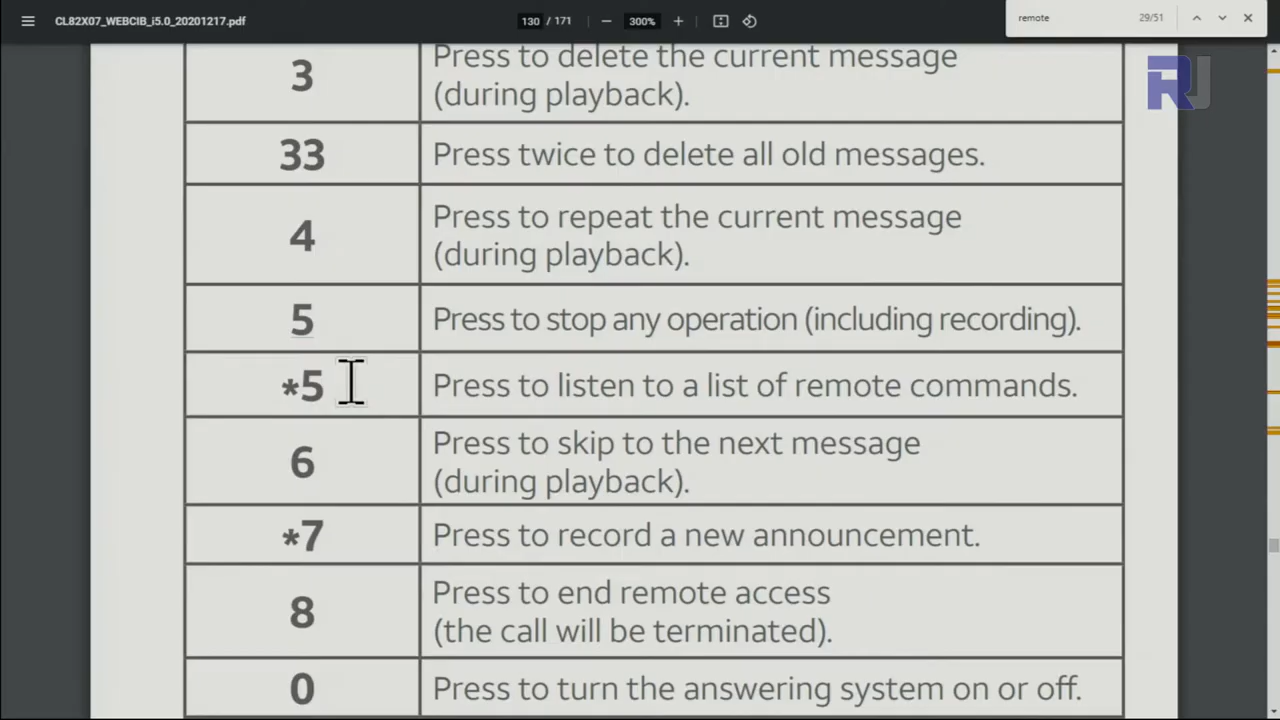 CL82X07_WEBCIB_i5.0_20201217.pdf
130 / 171
300%
remote
29/51
RJ
3
Press to delete the current message
(during playback).
33
Press twice to delete all old messages.
4
Press to repeat the current message
(during playback).
5
Press to stop any operation (including recording).
*5
Press to listen to a list of remote commands.
6
Press to skip to the next message
(during playback).
*7
Press to record a new announcement.
8
Press to end remote access
(the call will be terminated).
0
Press to turn the answering system on or off.